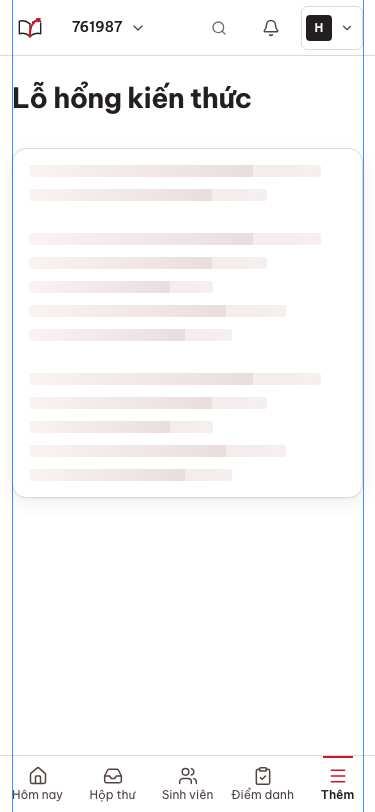 761987
H
Lỗ hổng kiến thức
Hôm nay
Hộp thư
Sinh viên
Điểm danh
Thêm